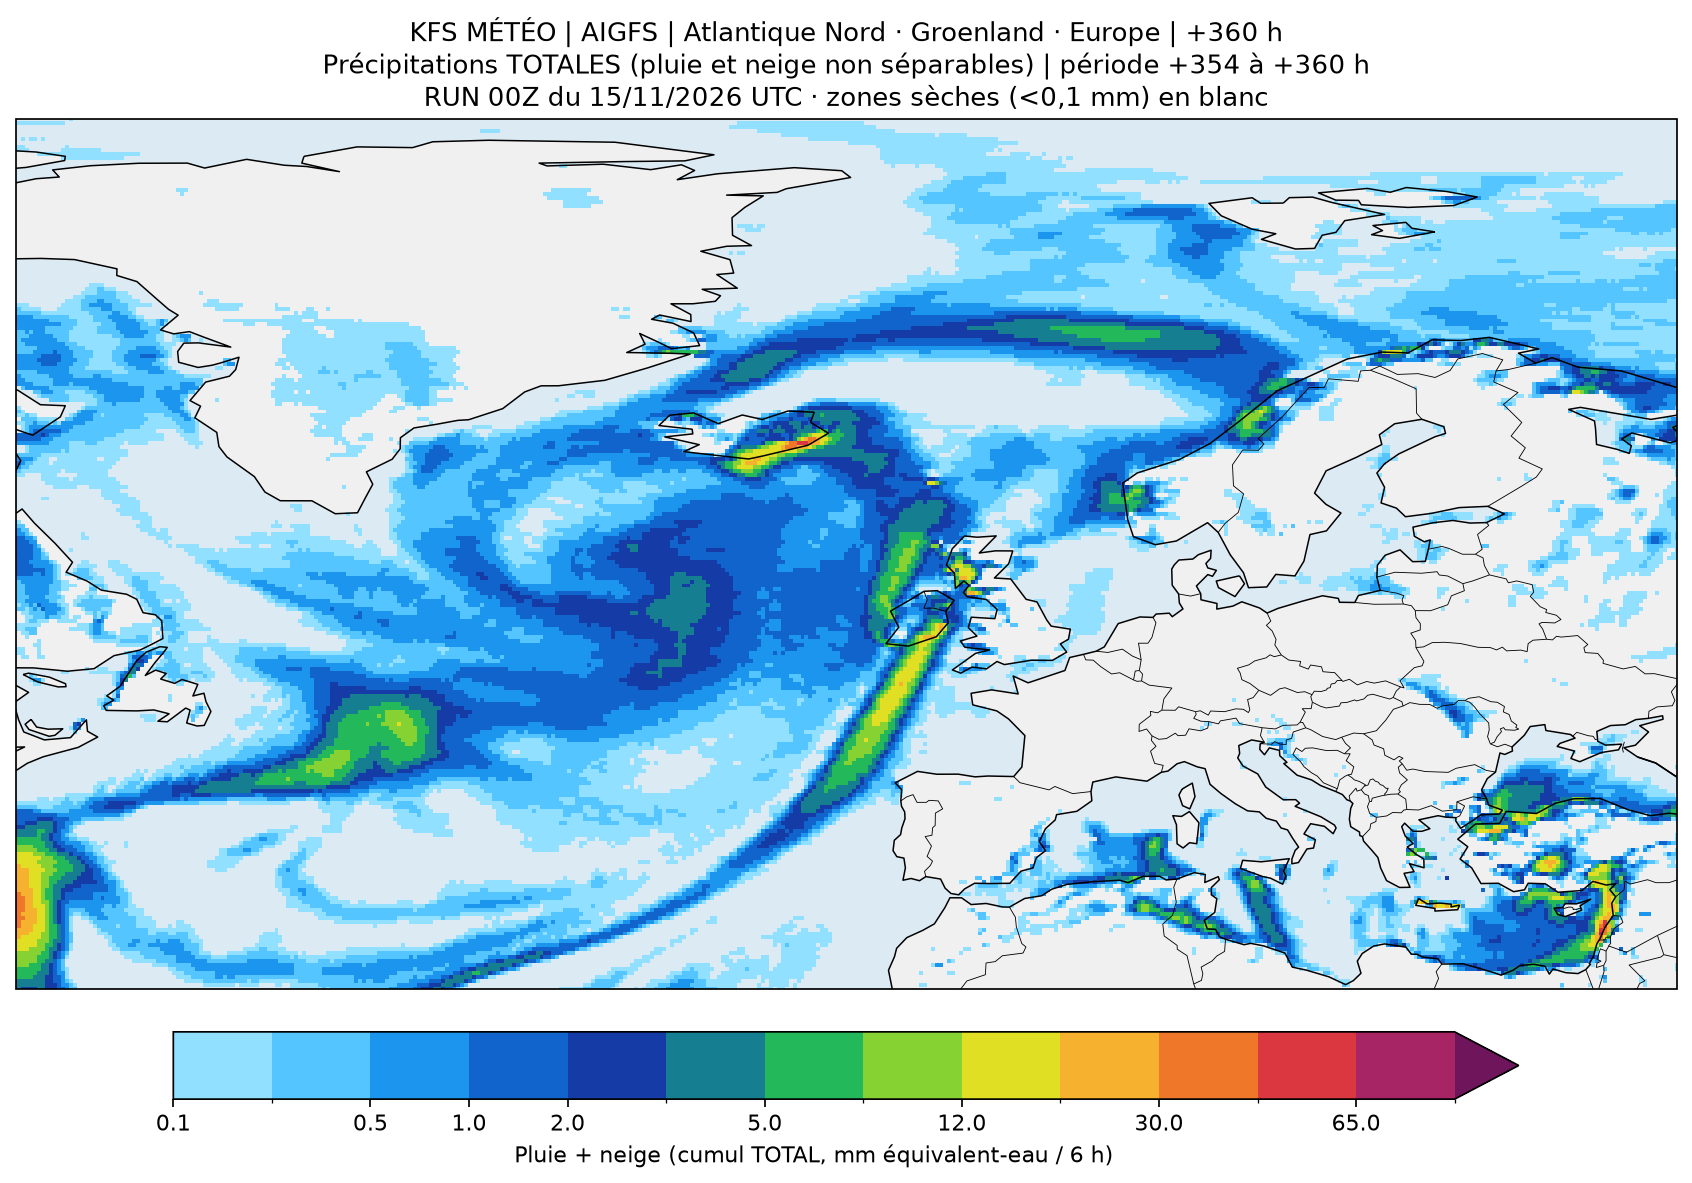 KFS MÉTÉO | AIGFS | Atlantique Nord · Groenland · Europe | +360 h
Précipitations TOTALES (pluie et neige non séparables) | période +354 à +360 h
RUN 00Z du 15/11/2026 UTC · zones sèches (<0,1 mm) en blanc
0.1 0.5 1.0 2.0 5.0 12.0 30.0 65.0
Pluie + neige (cumul TOTAL, mm équivalent-eau / 6 h)